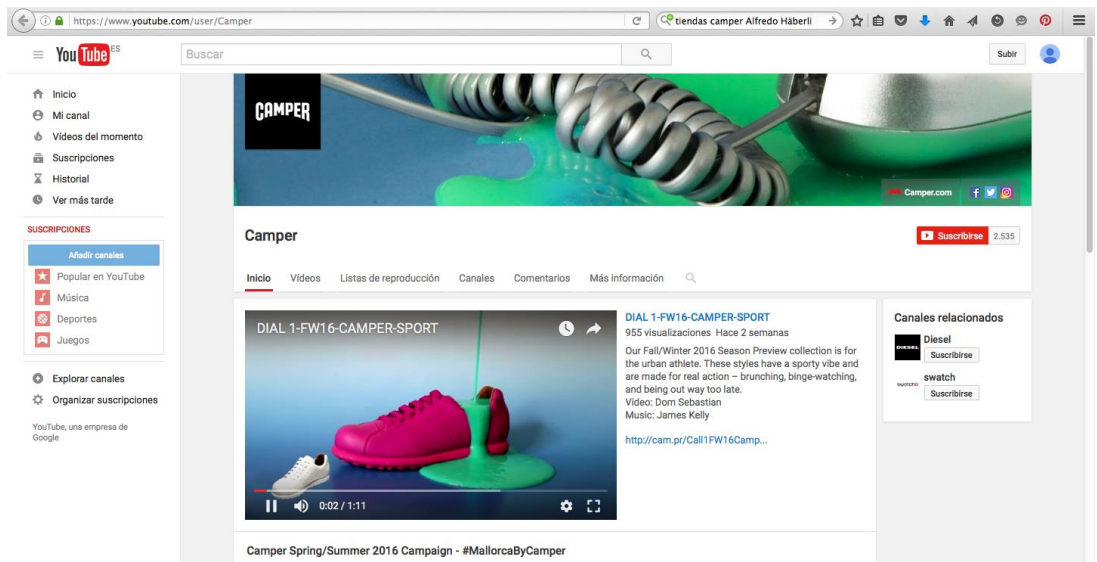 https://www.youtube.com/user/Camper
tiendas camper Alfredo Häberli
YouTube ES
Buscar
Subir
Inicio
Mi canal
Vídeos del momento
Suscripciones
Historial
Ver más tarde
SUSCRIPCIONES
Añadir canales
Popular en YouTube
Música
Deportes
Juegos
Explorar canales
Organizar suscripciones
YouTube, una empresa de
Google
CAMPER
Camper.com
Camper
Suscribirse 2.535
Inicio Vídeos Listas de reproducción Canales Comentarios Más información
DIAL 1-FW16-CAMPER-SPORT
0:02 / 1:11
DIAL 1-FW16-CAMPER-SPORT
955 visualizaciones Hace 2 semanas
Our Fall/Winter 2016 Season Preview collection is for
the urban athlete. These styles have a sporty vibe and
are made for real action – brunching, binge-watching,
and being out way too late.
Video: Dom Sebastian
Music: James Kelly
http://cam.pr/Call1FW16Camp...
Canales relacionados
DIESEL
Diesel
Suscribirse
swatch
swatch
Suscribirse
Camper Spring/Summer 2016 Campaign - #MallorcaByCamper